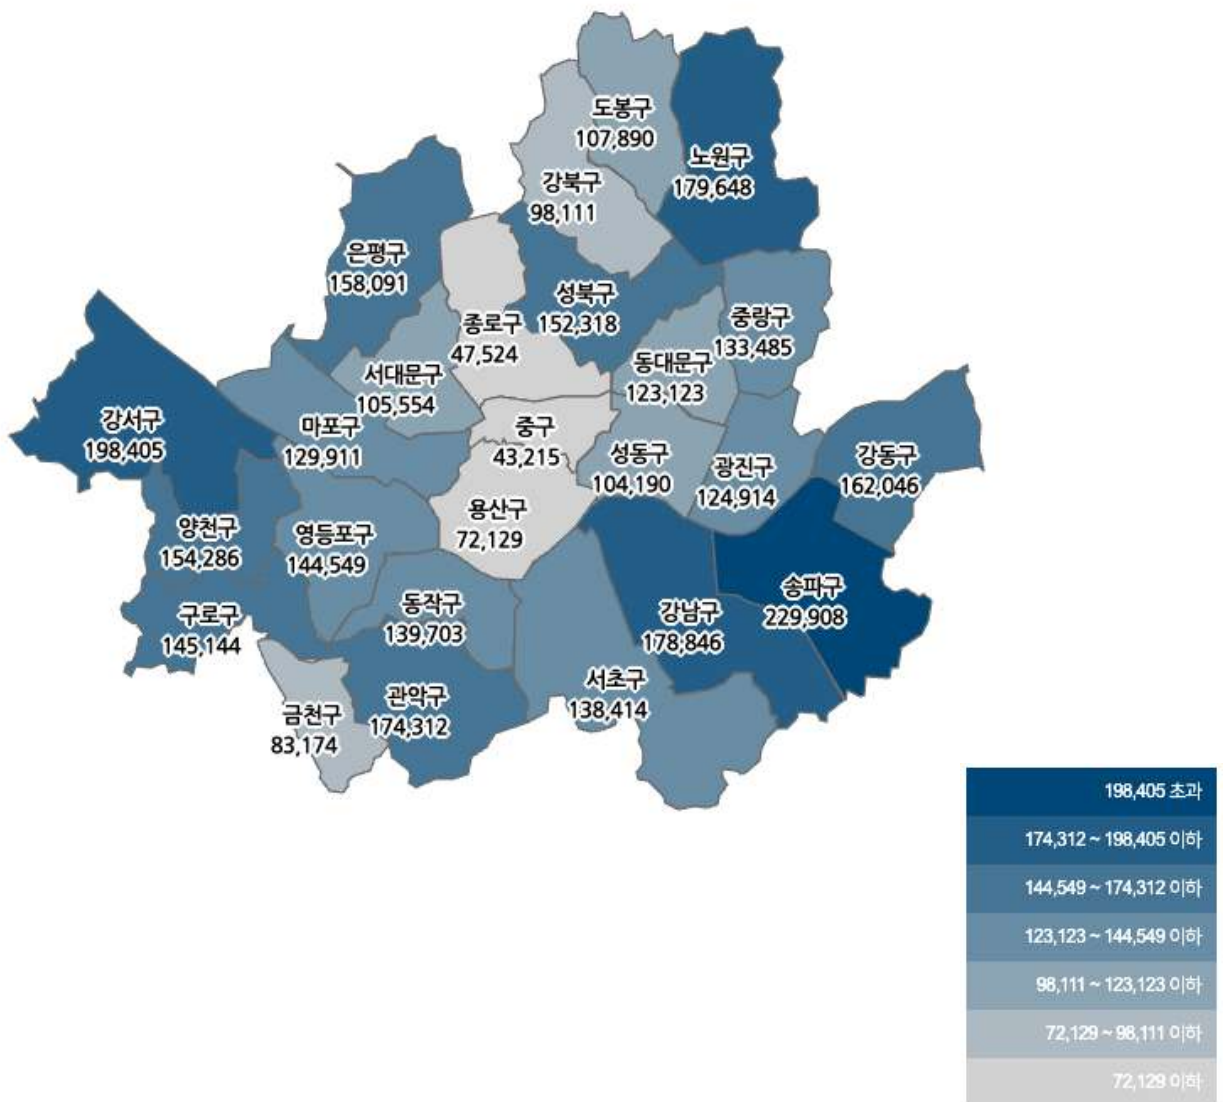 도봉구
107,890
노원구
179,648
강북구
98,111
은평구
158,091
성북구
152,318
종로구
47,524
중랑구
133,485
동대문구
123,123
서대문구
105,554
강서구
198,405
마포구
129,911
중구
43,215
성동구
104,190
광진구
124,914
강동구
162,046
용산구
72,129
양천구
154,286
영등포구
144,549
송파구
229,908
동작구
139,703
강남구
178,846
구로구
145,144
서초구
138,414
관악구
174,312
금천구
83,174
198,405 초과
174,312 ~ 198,405 이하
144,549 ~ 174,312 이하
123,123 ~ 144,549 이하
98,111 ~ 123,123 이하
72,129 ~ 98,111 이하
72,129 이하